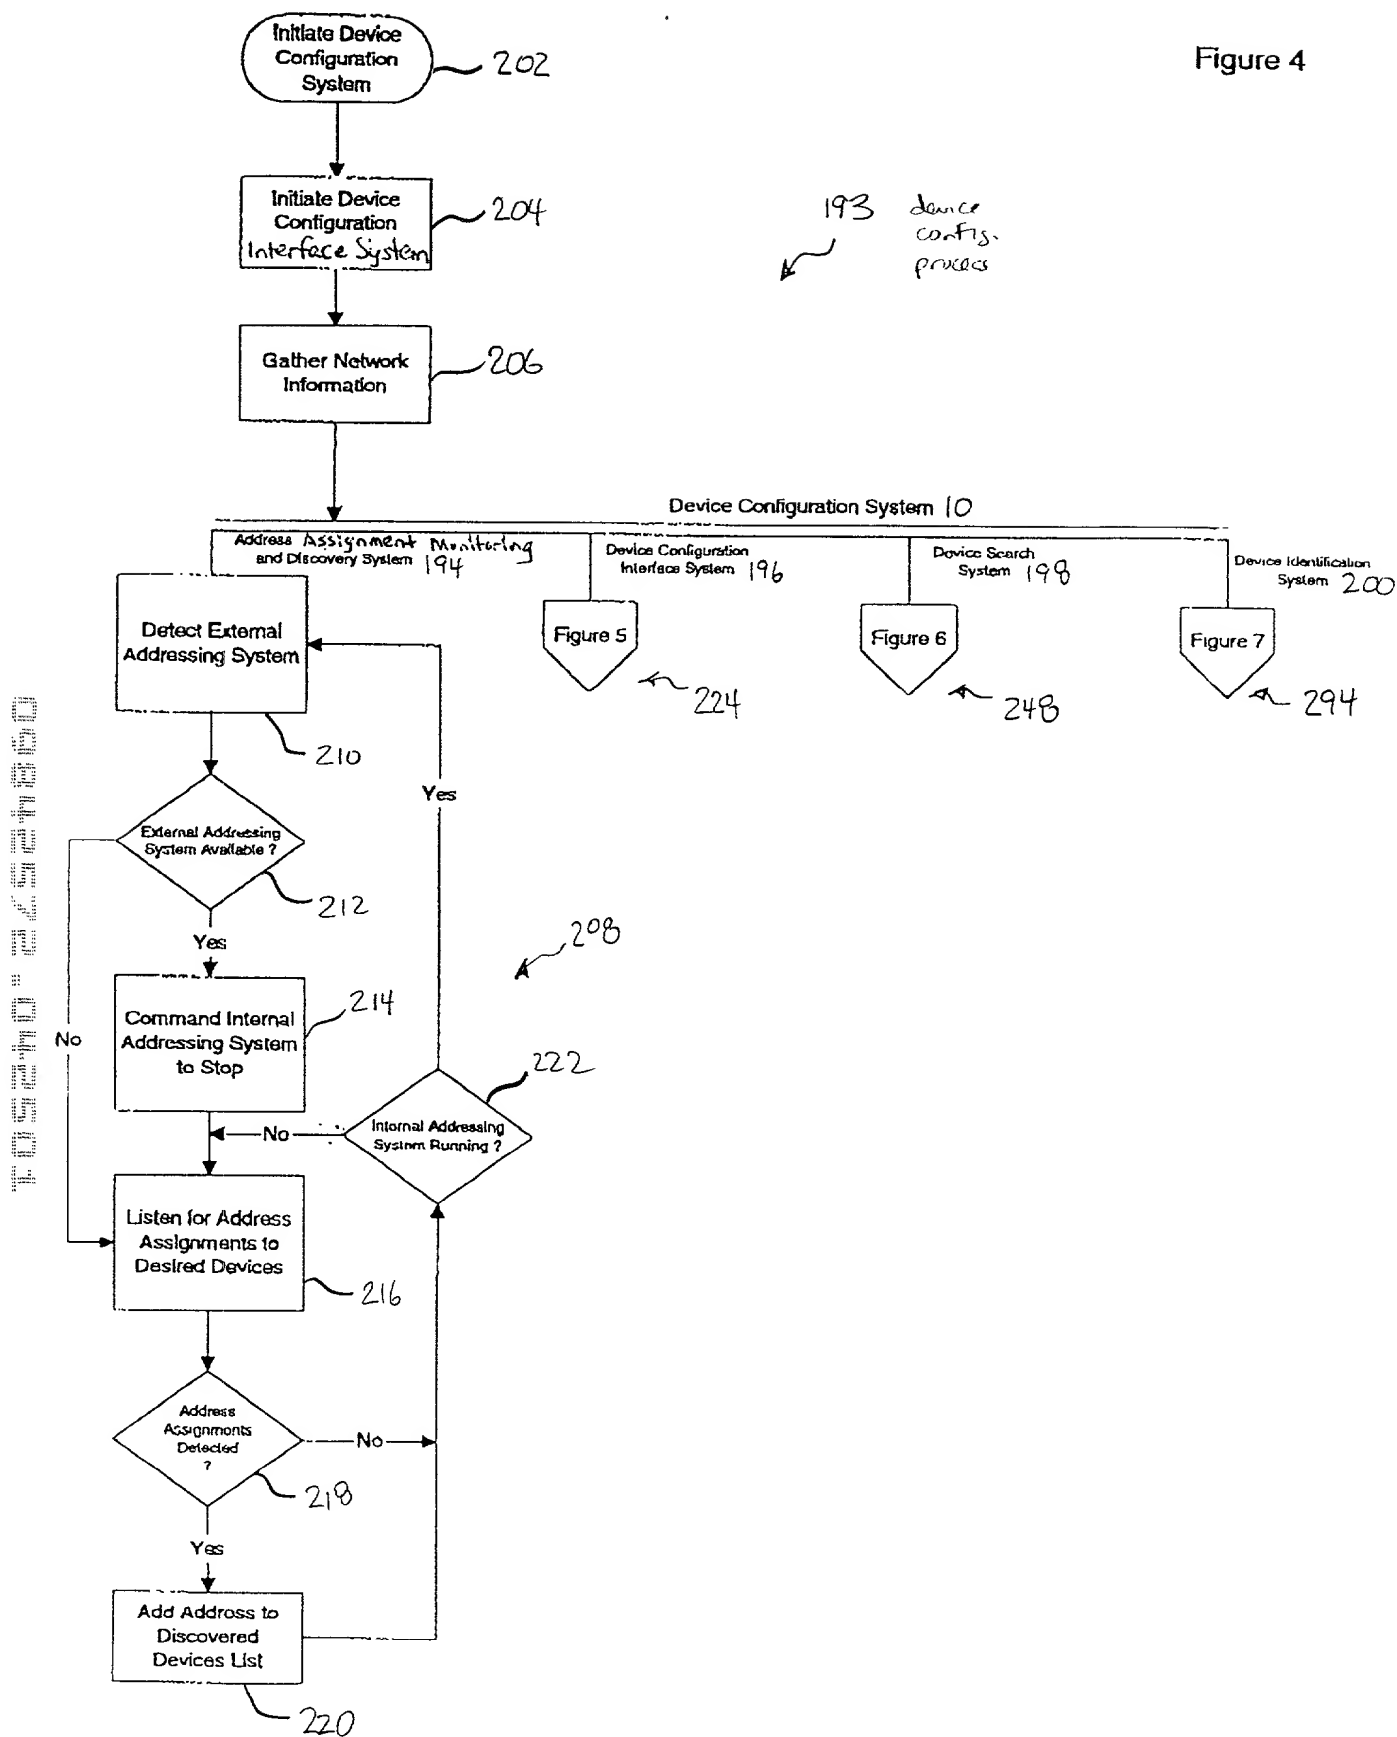 Initiate Device
Configuration
System
202
Figure 4
Initiate Device
Configuration
Interface System
204
193 device
config.
process
Gather Network
Information
206
Device Configuration System 10
Address Assignment Monitoring
and Discovery System 194
Device Configuration
Interface System 196
Device Search
System 198
Device Identification
System 200
Detect External
Addressing System
210
Figure 5
224
Figure 6
248
Figure 7
294
Yes
External Addressing
System Available ?
212
Yes
No
208
Command Internal
Addressing System
to Stop
214
222
Internal Addressing
System Running ?
No
Listen for Address
Assignments to
Desired Devices
216
Address
Assignments
Detected
?
No
218
Yes
Add Address to
Discovered
Devices List
220